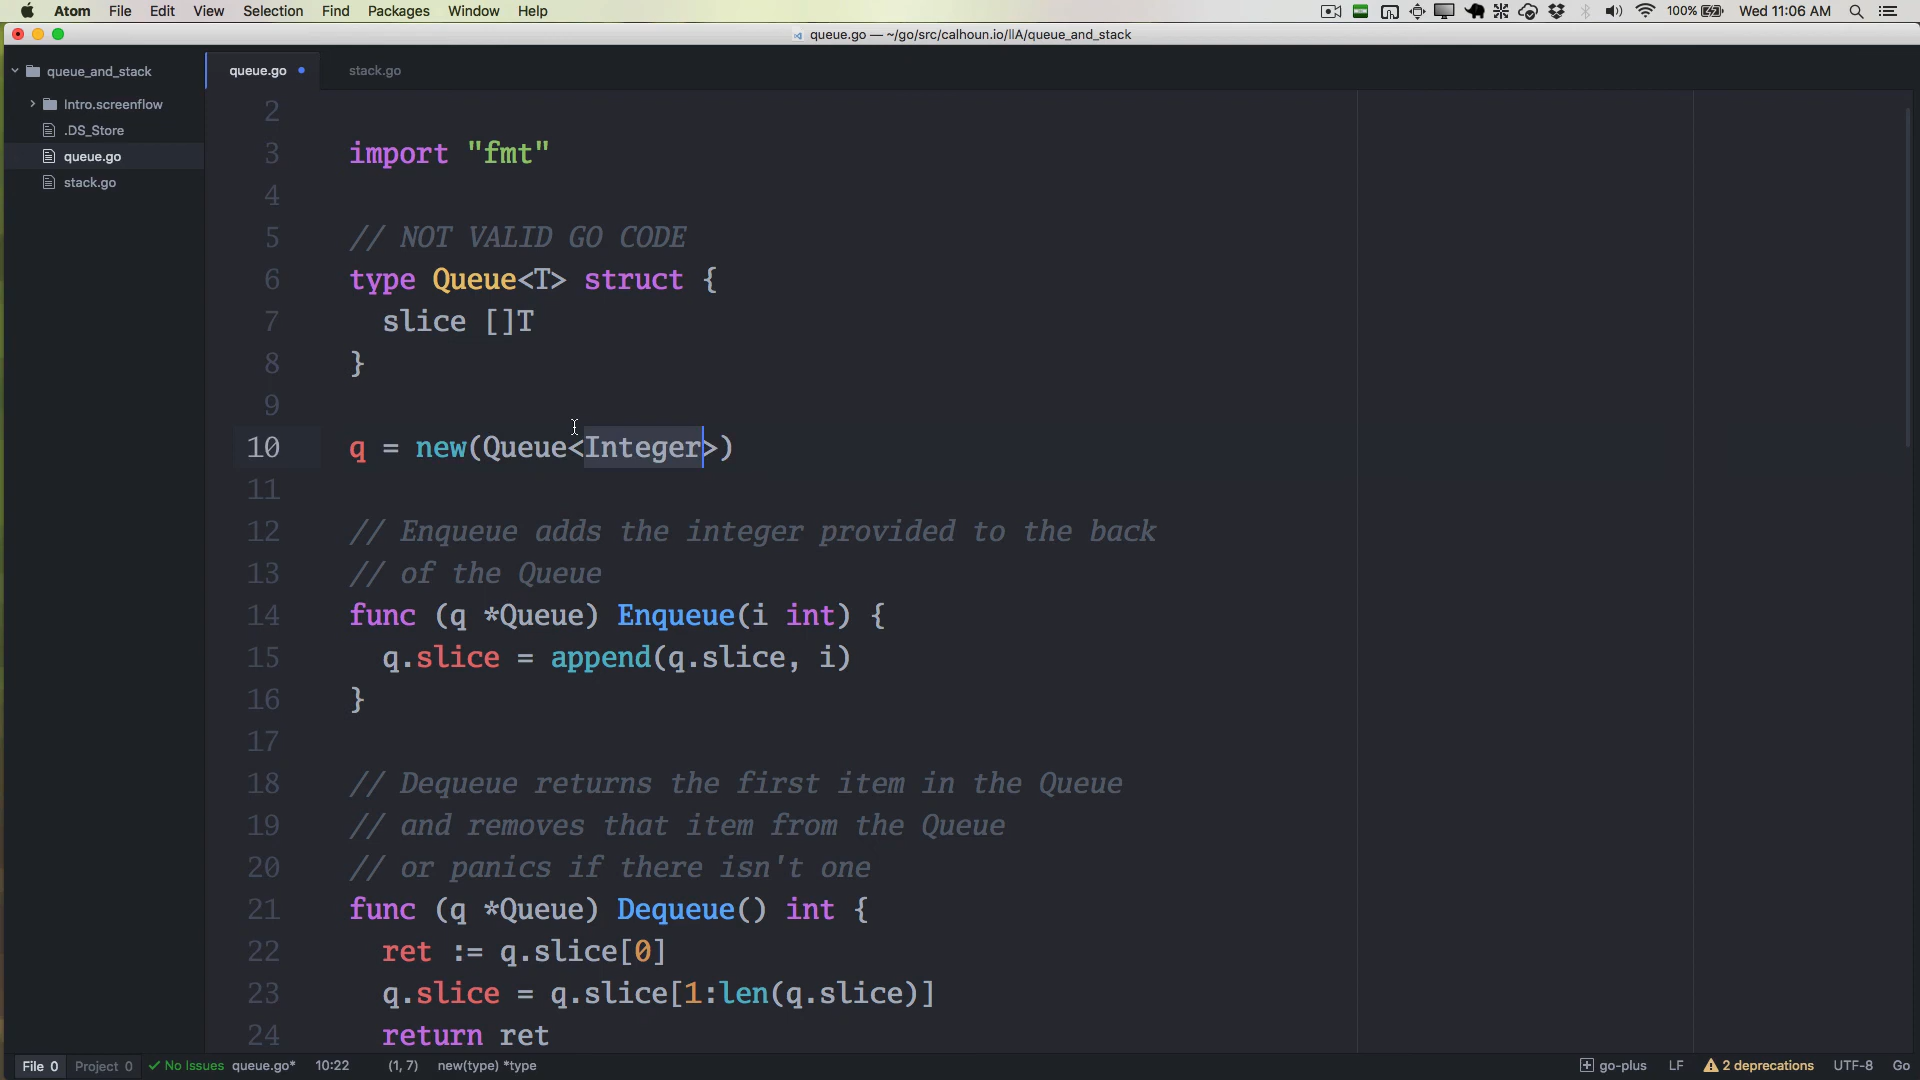 Atom File Edit View Selection Find Packages Window Help 100% Wed 11:06 AM
queue.go — ~/go/src/calhoun.io/llA/queue_and_stack
queue_and_stack
Intro.screenflow
.DS_Store
queue.go
stack.go
queue.go stack.go
2
3 import "fmt"
4
5 // NOT VALID GO CODE
6 type Queue<T> struct {
7 slice []T
8 }
9
10 q = new(Queue<Integer>)
11
12 // Enqueue adds the integer provided to the back
13 // of the Queue
14 func (q *Queue) Enqueue(i int) {
15 q.slice = append(q.slice, i)
16 }
17
18 // Dequeue returns the first item in the Queue
19 // and removes that item from the Queue
20 // or panics if there isn't one
21 func (q *Queue) Dequeue() int {
22 ret := q.slice[0]
23 q.slice = q.slice[1:len(q.slice)]
24 return ret
File 0 Project 0 No Issues queue.go* 10:22 (1, 7) new(type) *type go-plus LF 2 deprecations UTF-8 Go